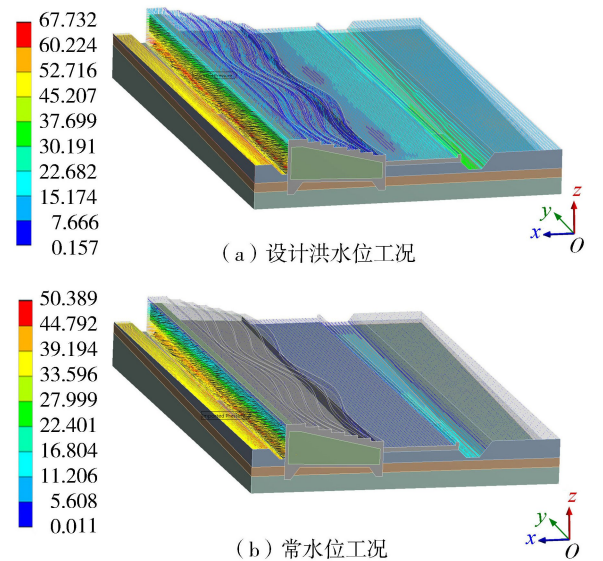 67.732
60.224
52.716
45.207
37.699
30.191
22.682
15.174
7.666
0.157
z
y
x
O
（a）设计洪水位工况
50.389
44.792
39.194
33.596
27.999
22.401
16.804
11.206
5.608
0.011
z
y
x
O
（b）常水位工况